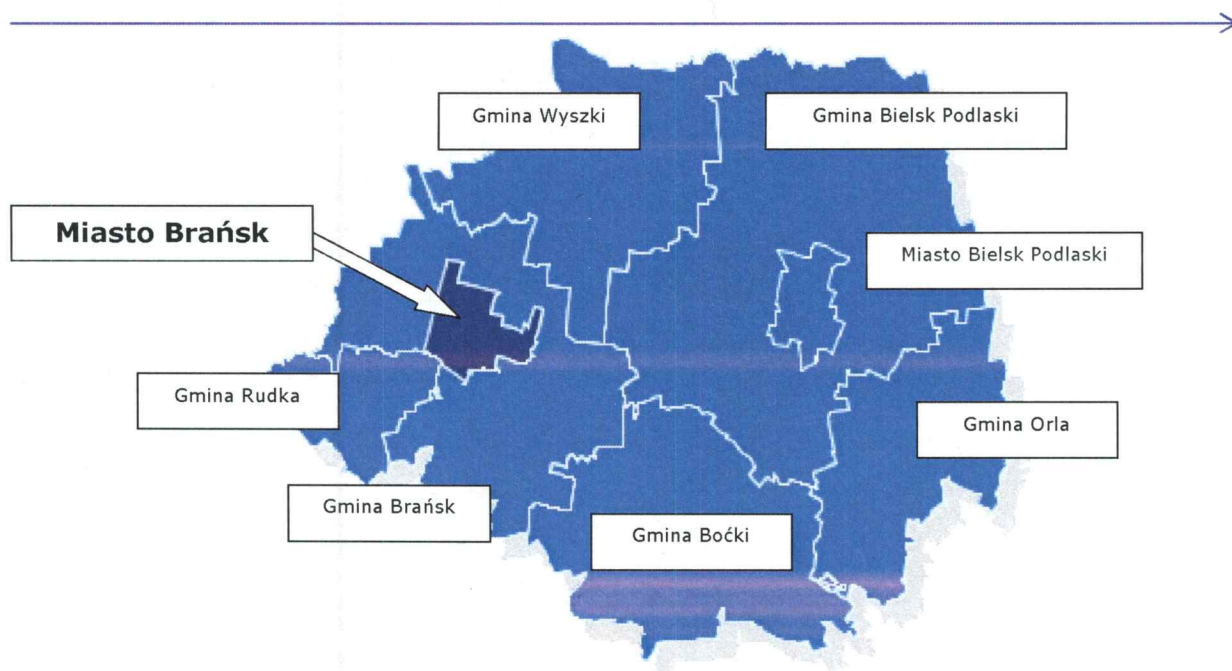 Gmina Wyszki
Gmina Bielsk Podlaski
Miasto Brańsk
Miasto Bielsk Podlaski
Gmina Rudka
Gmina Orla
Gmina Brańsk
Gmina Boćki